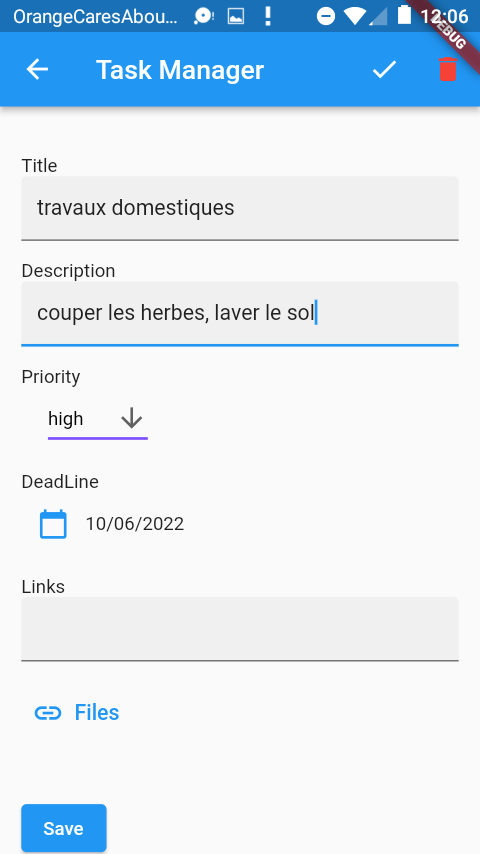 OrangeCaresAbou...
12:06
DEBUG
Task Manager
Title
travaux domestiques
Description
couper les herbes, laver le sol
Priority
high
DeadLine
10/06/2022
Links
Files
Save